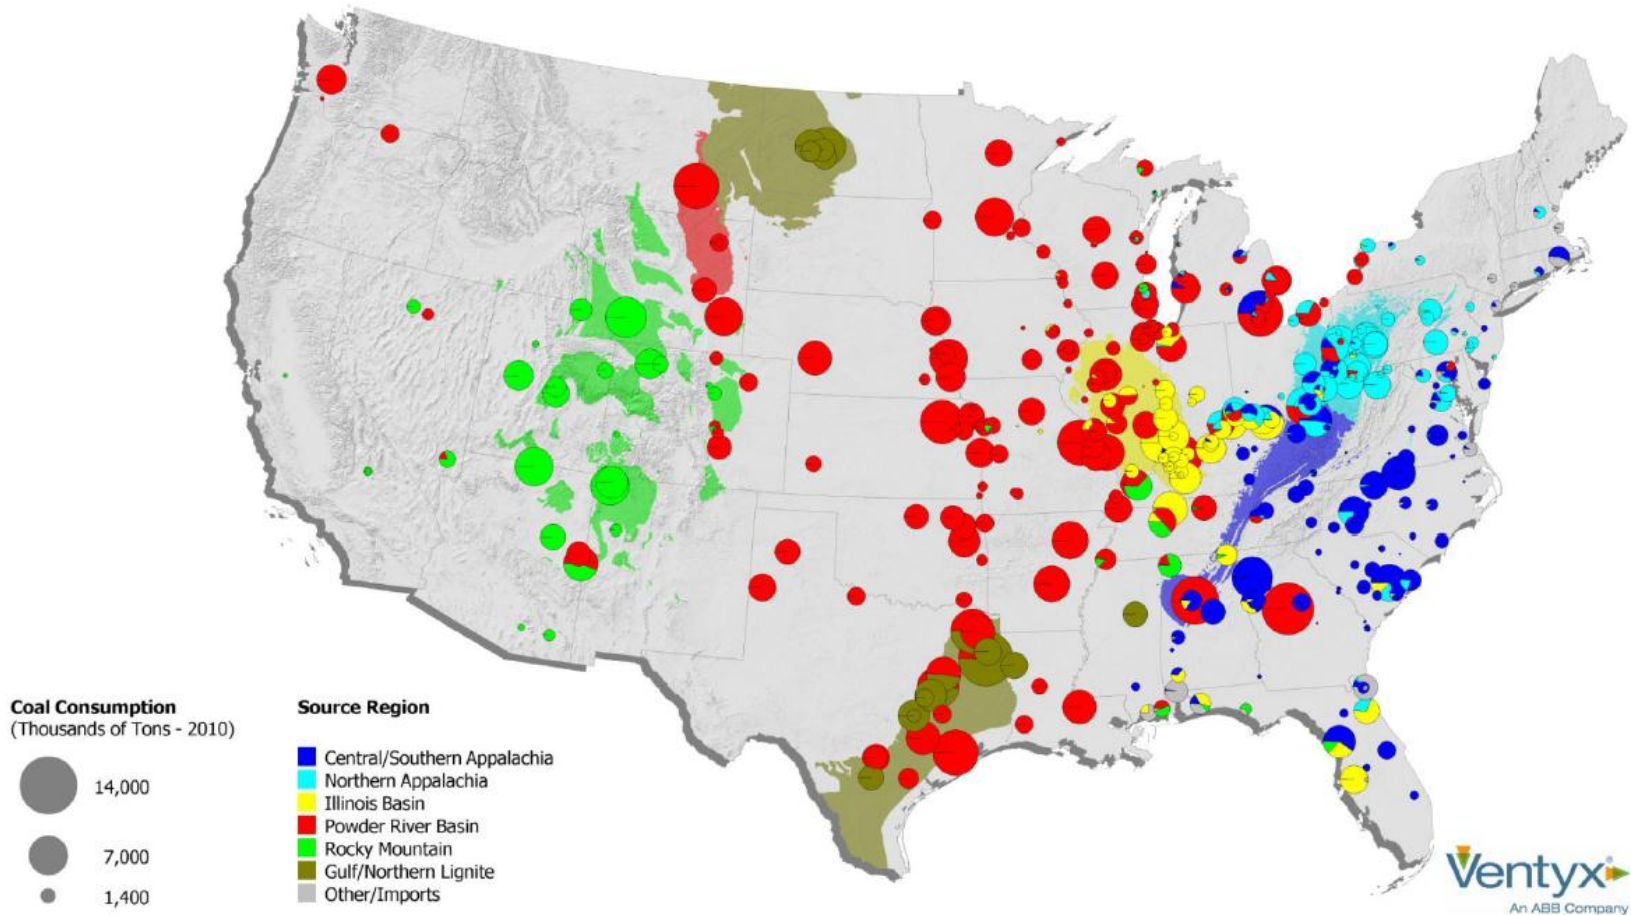 Coal Consumption
(Thousands of Tons - 2010)
14,000
7,000
1,400
Source Region
Central/Southern Appalachia
Northern Appalachia
Illinois Basin
Powder River Basin
Rocky Mountain
Gulf/Northern Lignite
Other/Imports
Ventyx
An ABB Company